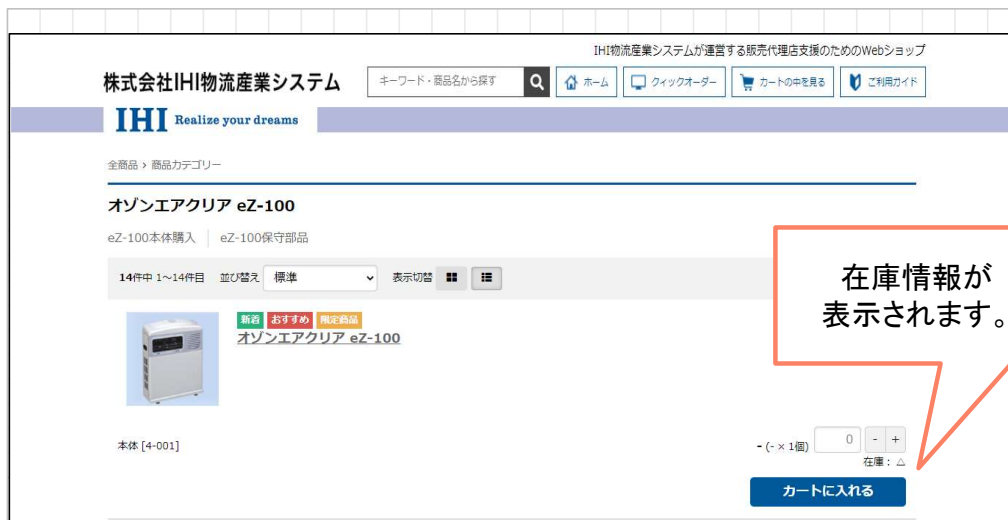 IHI物流産業システムが運営する販売代理店支援のためのWebショップ
株式会社IHI物流産業システム
キーワード・商品名から探す
ホーム
クィックオーダー
カートの中を見る
ご利用ガイド
IHI Realize your dreams
全商品 › 商品カテゴリー
オゾンエアクリア eZ-100
eZ-100本体購入 | eZ-100保守部品
14件中 1～14件目 並び替え 標準 表示切替
在庫情報が
表示されます。
新着 おすすめ 限定商品
オゾンエアクリア eZ-100
本体 [4-001]
- (- × 1個) 0 - +
在庫：△
カートに入れる